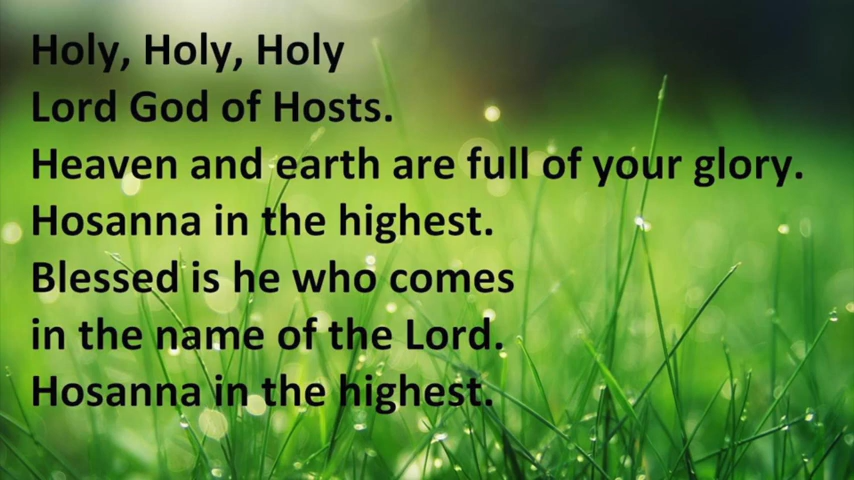 Holy, Holy, Holy
Lord God of Hosts.
Heaven and earth are full of your glory.
Hosanna in the highest.
Blessed is he who comes
in the name of the Lord.
Hosanna in the highest.